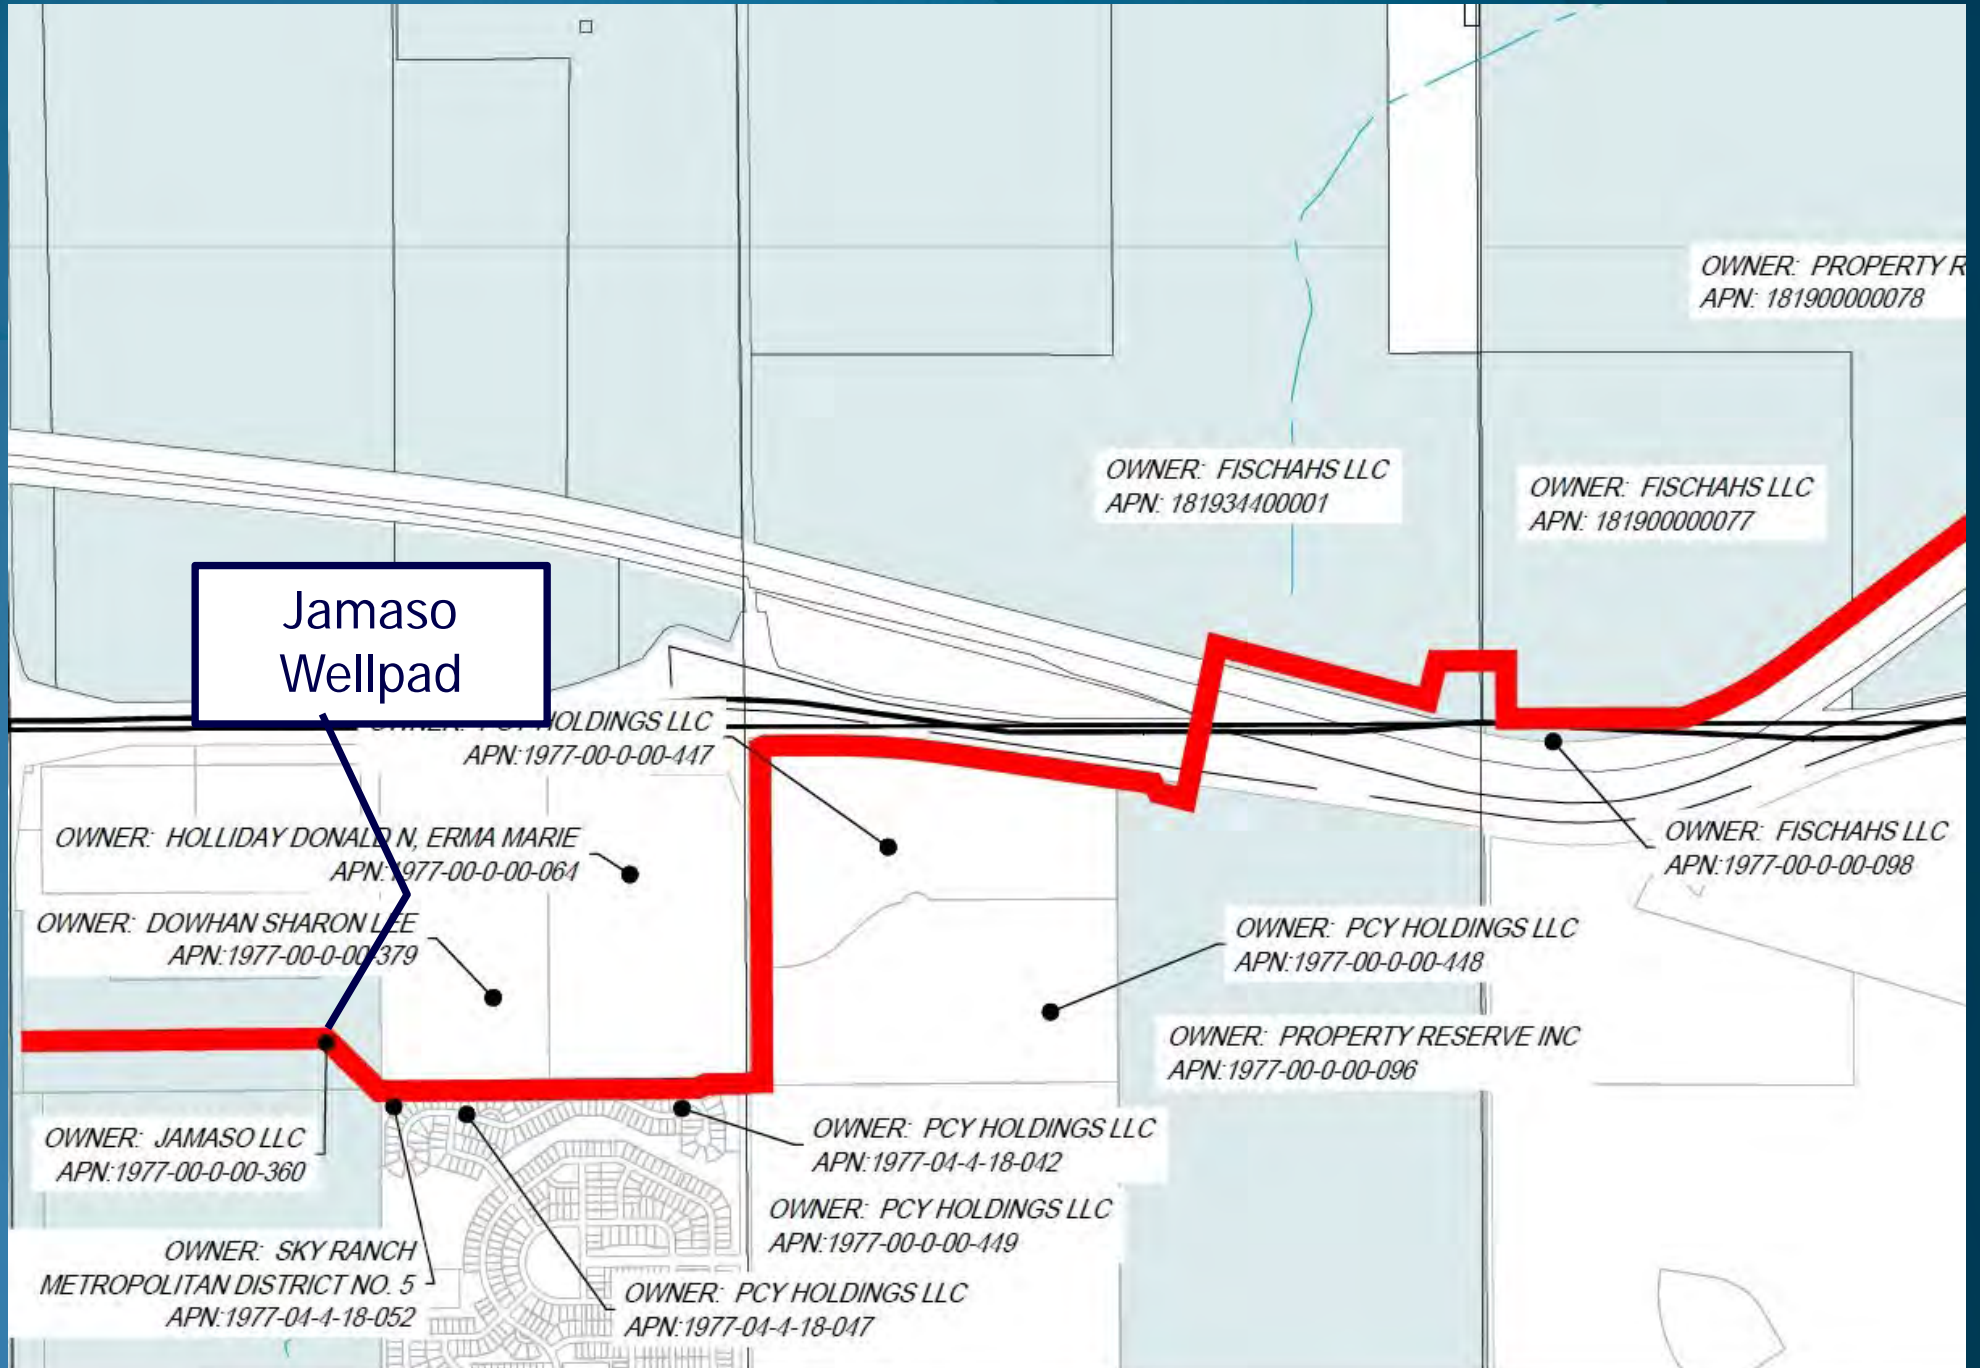 OWNER: PROPERTY R
APN: 181900000078
OWNER: FISCHAHS LLC
APN: 181934400001
OWNER: FISCHAHS LLC
APN: 181900000077
Jamaso
Wellpad
HOLDINGS LLC
APN:1977-00-0-00-447
OWNER: HOLLIDAY DONALD N, ERMA MARIE
APN:1977-00-0-00-064
OWNER: FISCHAHS LLC
APN:1977-00-0-00-098
OWNER: DOWHAN SHARON LEE
APN:1977-00-0-00-379
OWNER: PCY HOLDINGS LLC
APN:1977-00-0-00-448
OWNER: PROPERTY RESERVE INC
APN:1977-00-0-00-096
OWNER: JAMASO LLC
APN:1977-00-0-00-360
OWNER: PCY HOLDINGS LLC
APN:1977-04-4-18-042
OWNER: PCY HOLDINGS LLC
APN:1977-00-0-00-449
OWNER: SKY RANCH
METROPOLITAN DISTRICT NO. 5
APN:1977-04-4-18-052
OWNER: PCY HOLDINGS LLC
APN:1977-04-4-18-047